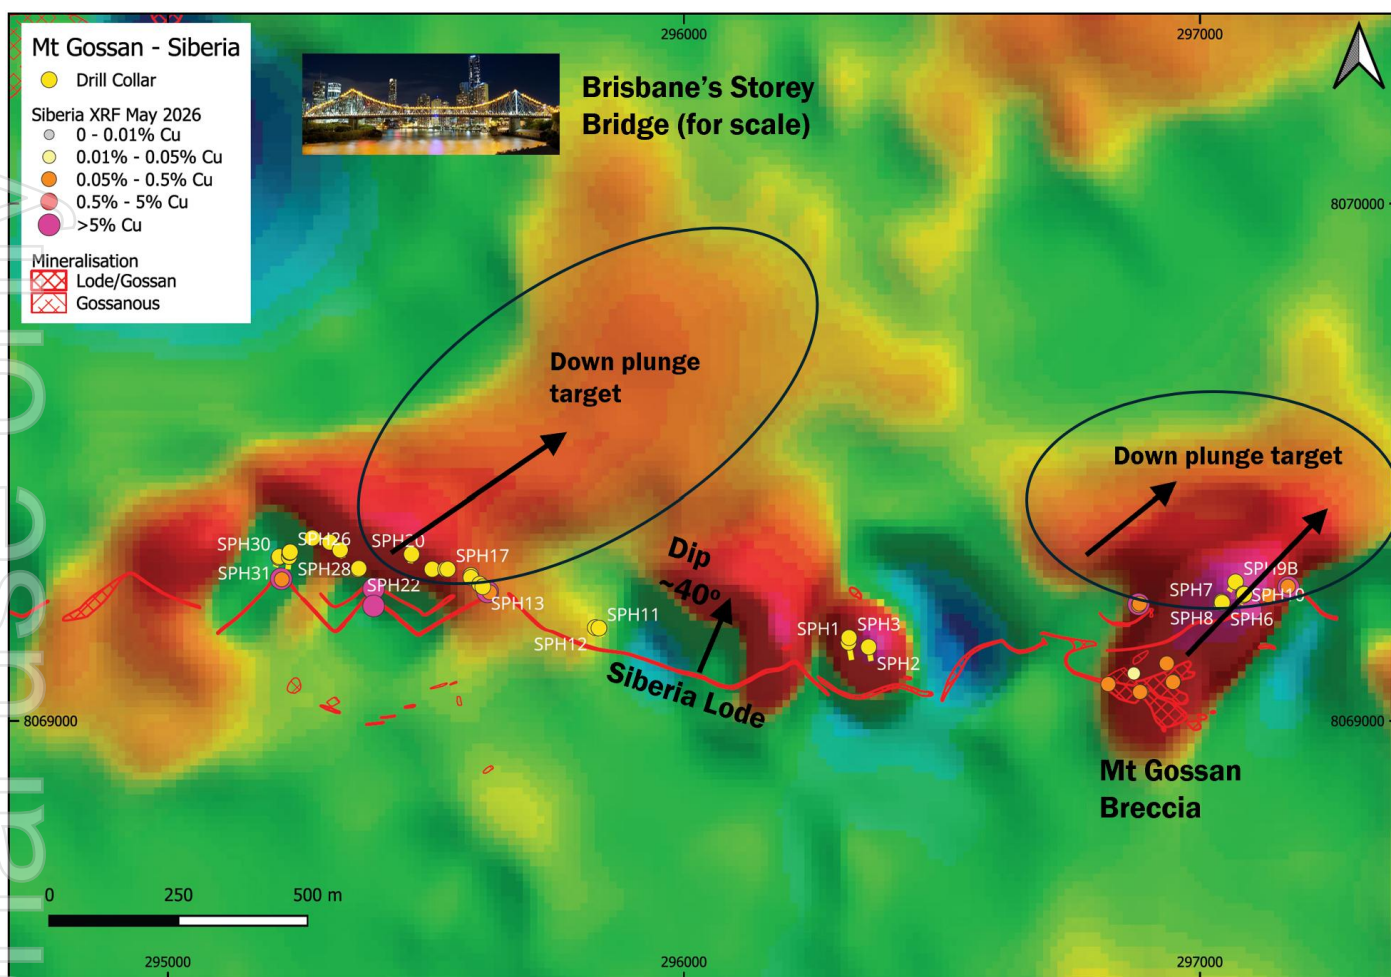 296000
297000
Mt Gossan - Siberia
Drill Collar
Siberia XRF May 2026
0 - 0.01% Cu
0.01% - 0.05% Cu
0.05% - 0.5% Cu
0.5% - 5% Cu
>5% Cu
Mineralisation
Lode/Gossan
Gossanous
Brisbane's Storey
Bridge (for scale)
8070000
Down plunge
target
Down plunge target
SPH30
SPH26
SPH20
SPH17
SPH31
SPH28
SPH22
SPH13
Dip
~40°
SPH11
SPH12
SPH1
SPH3
SPH2
SPH9B
SPH7
SPH10
SPH8
SPH6
Siberia Lode
8069000
8069000
Mt Gossan
Breccia
0
250
500 m
295000
296000
297000